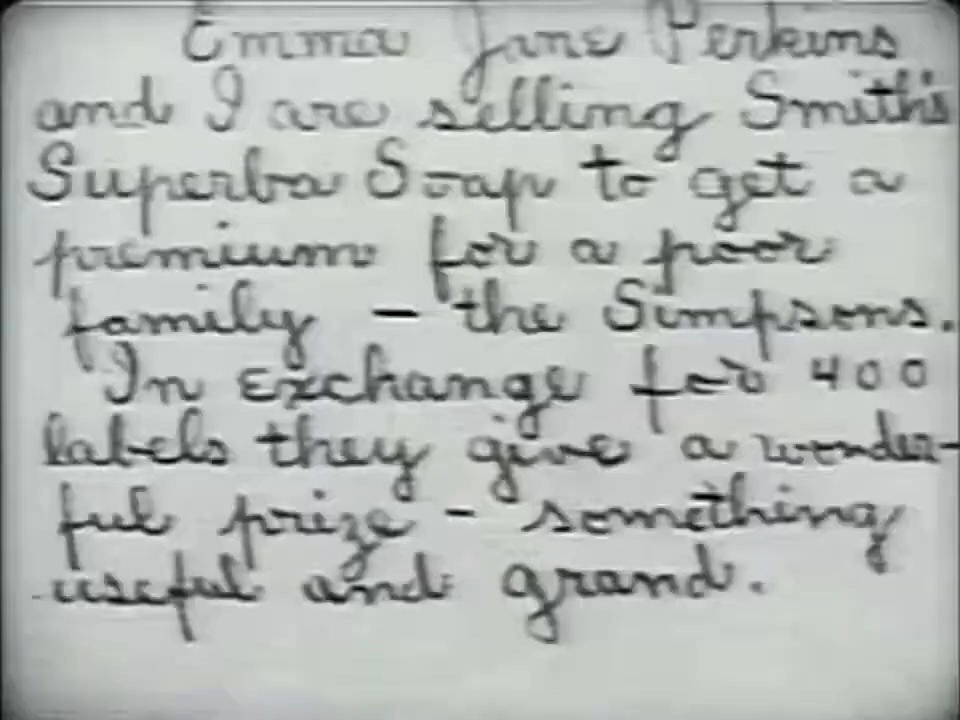 Emma Jane Perkins
and I are selling Smith's
Superba Soap to get a
premium for a poor
family - the Simpsons.
In exchange for 400
labels they give a wonder-
ful prize - something
useful and grand.